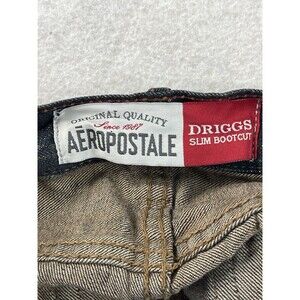 ORIGINAL QUALITY
Since 1987
AÉROPOSTALE
DRIGGS
SLIM BOOTCUT